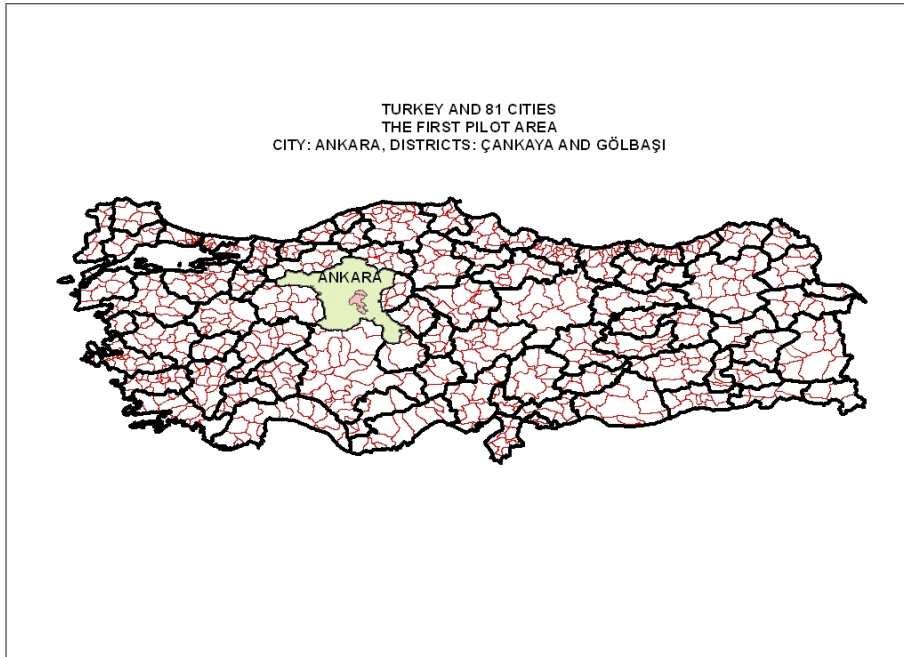 TURKEY AND 81 CITIES
THE FIRST PILOT AREA
CITY: ANKARA, DISTRICTS: ÇANKAYA AND GÖLBAŞI
ANKARA